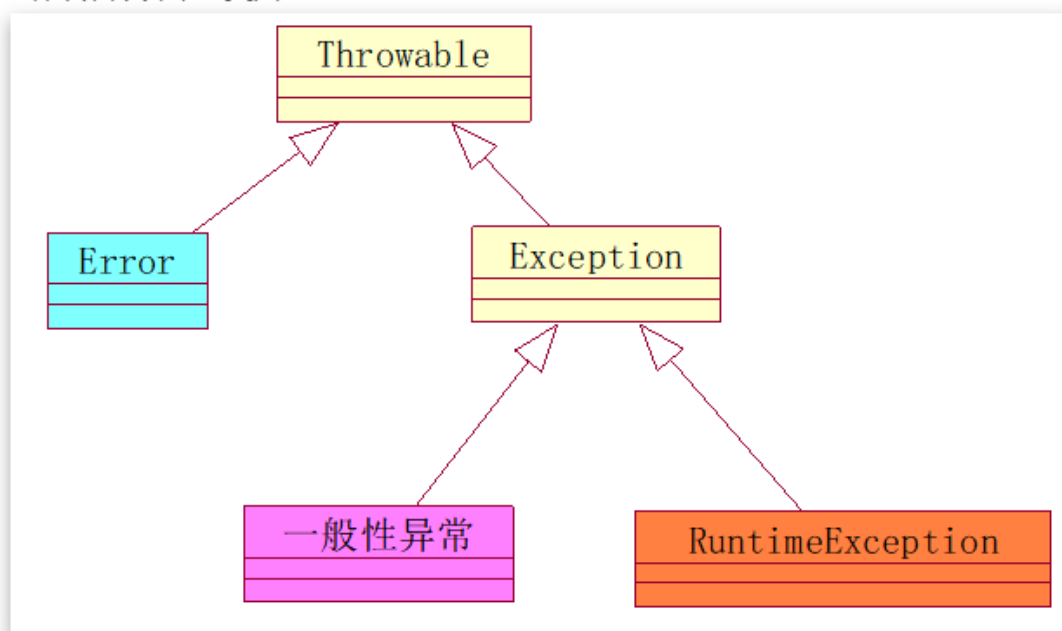 Throwable
Error
Exception
一般性异常
RuntimeException